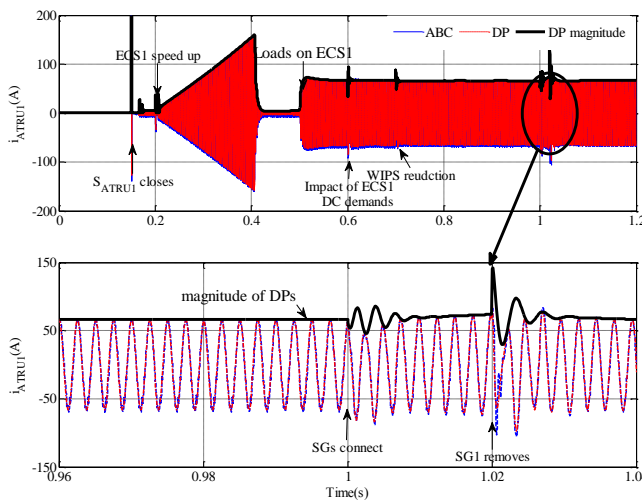 200
100
0
-100
-200
i_ATRU1(A)
ABC
DP
DP magnitude
ECS1 speed up
Loads on ECS1
S_ATRU1 closes
Impact of ECS1
DC demands
WIPS reudction
0
0.2
0.4
0.6
0.8
1
1.2
150
50
-50
-150
i_ATRU1(A)
magnitude of DPs
SGs connect
SG1 removes
0.96
0.98
1
1.02
1.0
Time(s)